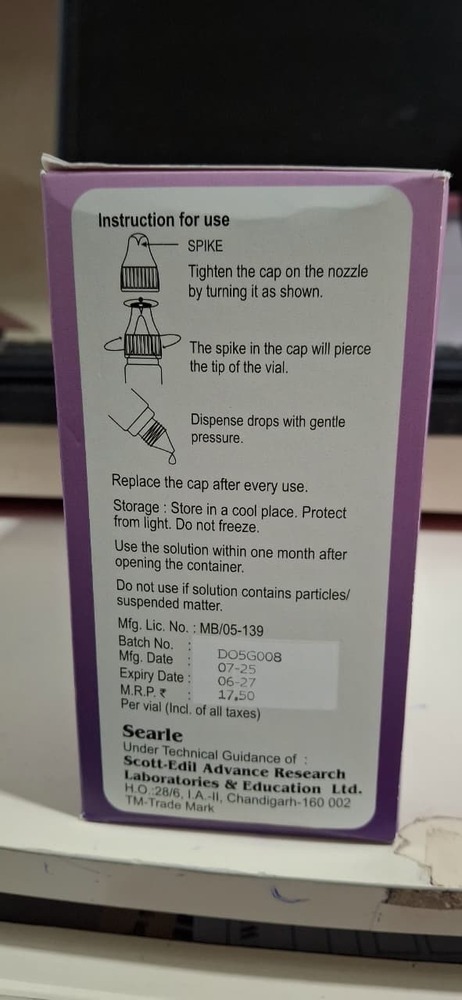 Instruction for use
SPIKE
Tighten the cap on the nozzle
by turning it as shown.
The spike in the cap will pierce
the tip of the vial.
Dispense drops with gentle
pressure.
Replace the cap after every use.
Storage : Store in a cool place. Protect
from light. Do not freeze.
Use the solution within one month after
opening the container.
Do not use if solution contains particles/
suspended matter.
Mfg. Lic. No. : MB/05-139
Batch No. : DO5G008
Mfg. Date : 07-25
Expiry Date : 06-27
M.R.P. ₹ : 17.50
Per vial (Incl. of all taxes)
Searle
Under Technical Guidance of :
Scott-Edil Advance Research
Laboratories & Education Ltd.
H.O.:28/6, I.A.-II, Chandigarh-160 002
TM-Trade Mark